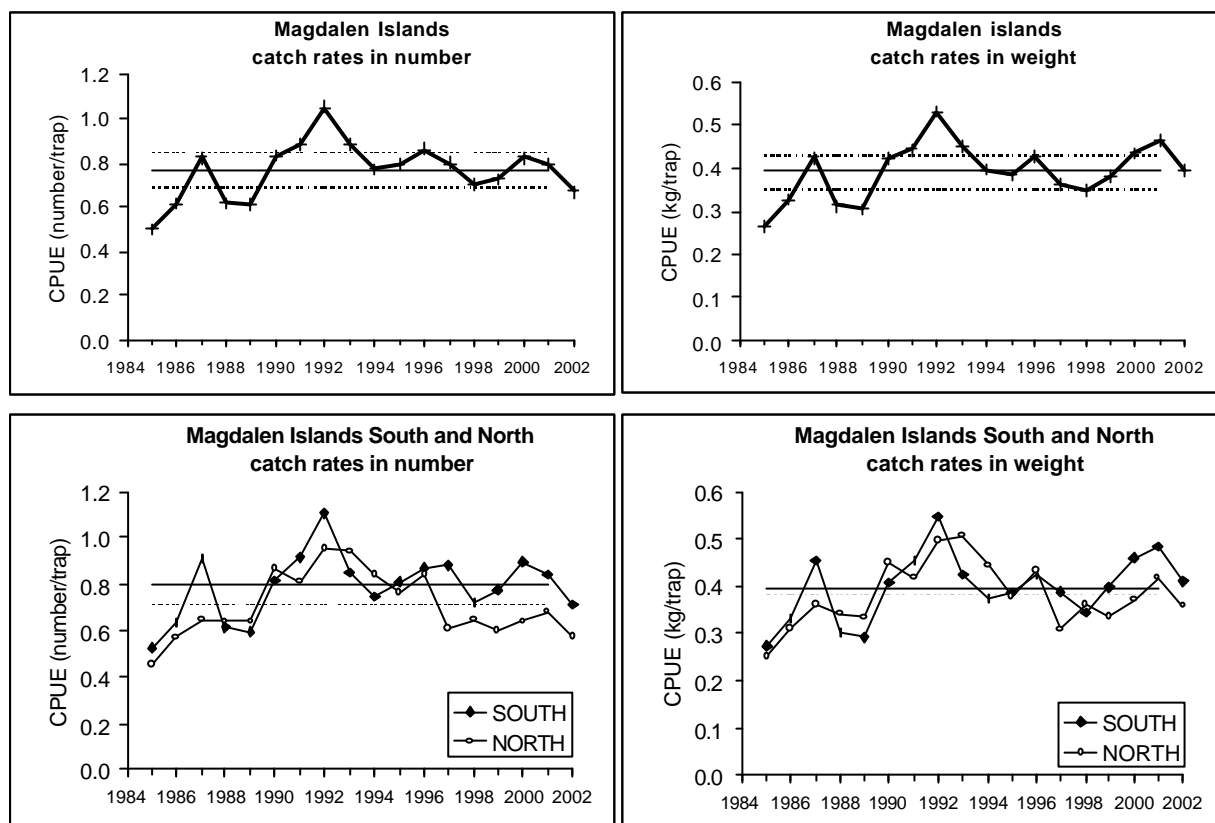 Magdalen Islands
catch rates in number
CPUE (number/trap)
1.2
1.0
0.8
0.6
0.4
0.2
0.0
1984 1986 1988 1990 1992 1994 1996 1998 2000 2002
Magdalen islands
catch rates in weight
CPUE (kg/trap)
0.6
0.5
0.4
0.3
0.2
0.1
0.0
1984 1986 1988 1990 1992 1994 1996 1998 2000 2002
Magdalen Islands South and North
catch rates in number
CPUE (number/trap)
1.2
1.0
0.8
0.6
0.4
0.2
0.0
SOUTH
NORTH
1984 1986 1988 1990 1992 1994 1996 1998 2000 2002
Magdalen Islands South and North
catch rates in weight
CPUE (kg/trap)
0.6
0.5
0.4
0.3
0.2
0.1
0.0
SOUTH
NORTH
1984 1986 1988 1990 1992 1994 1996 1998 2000 2002